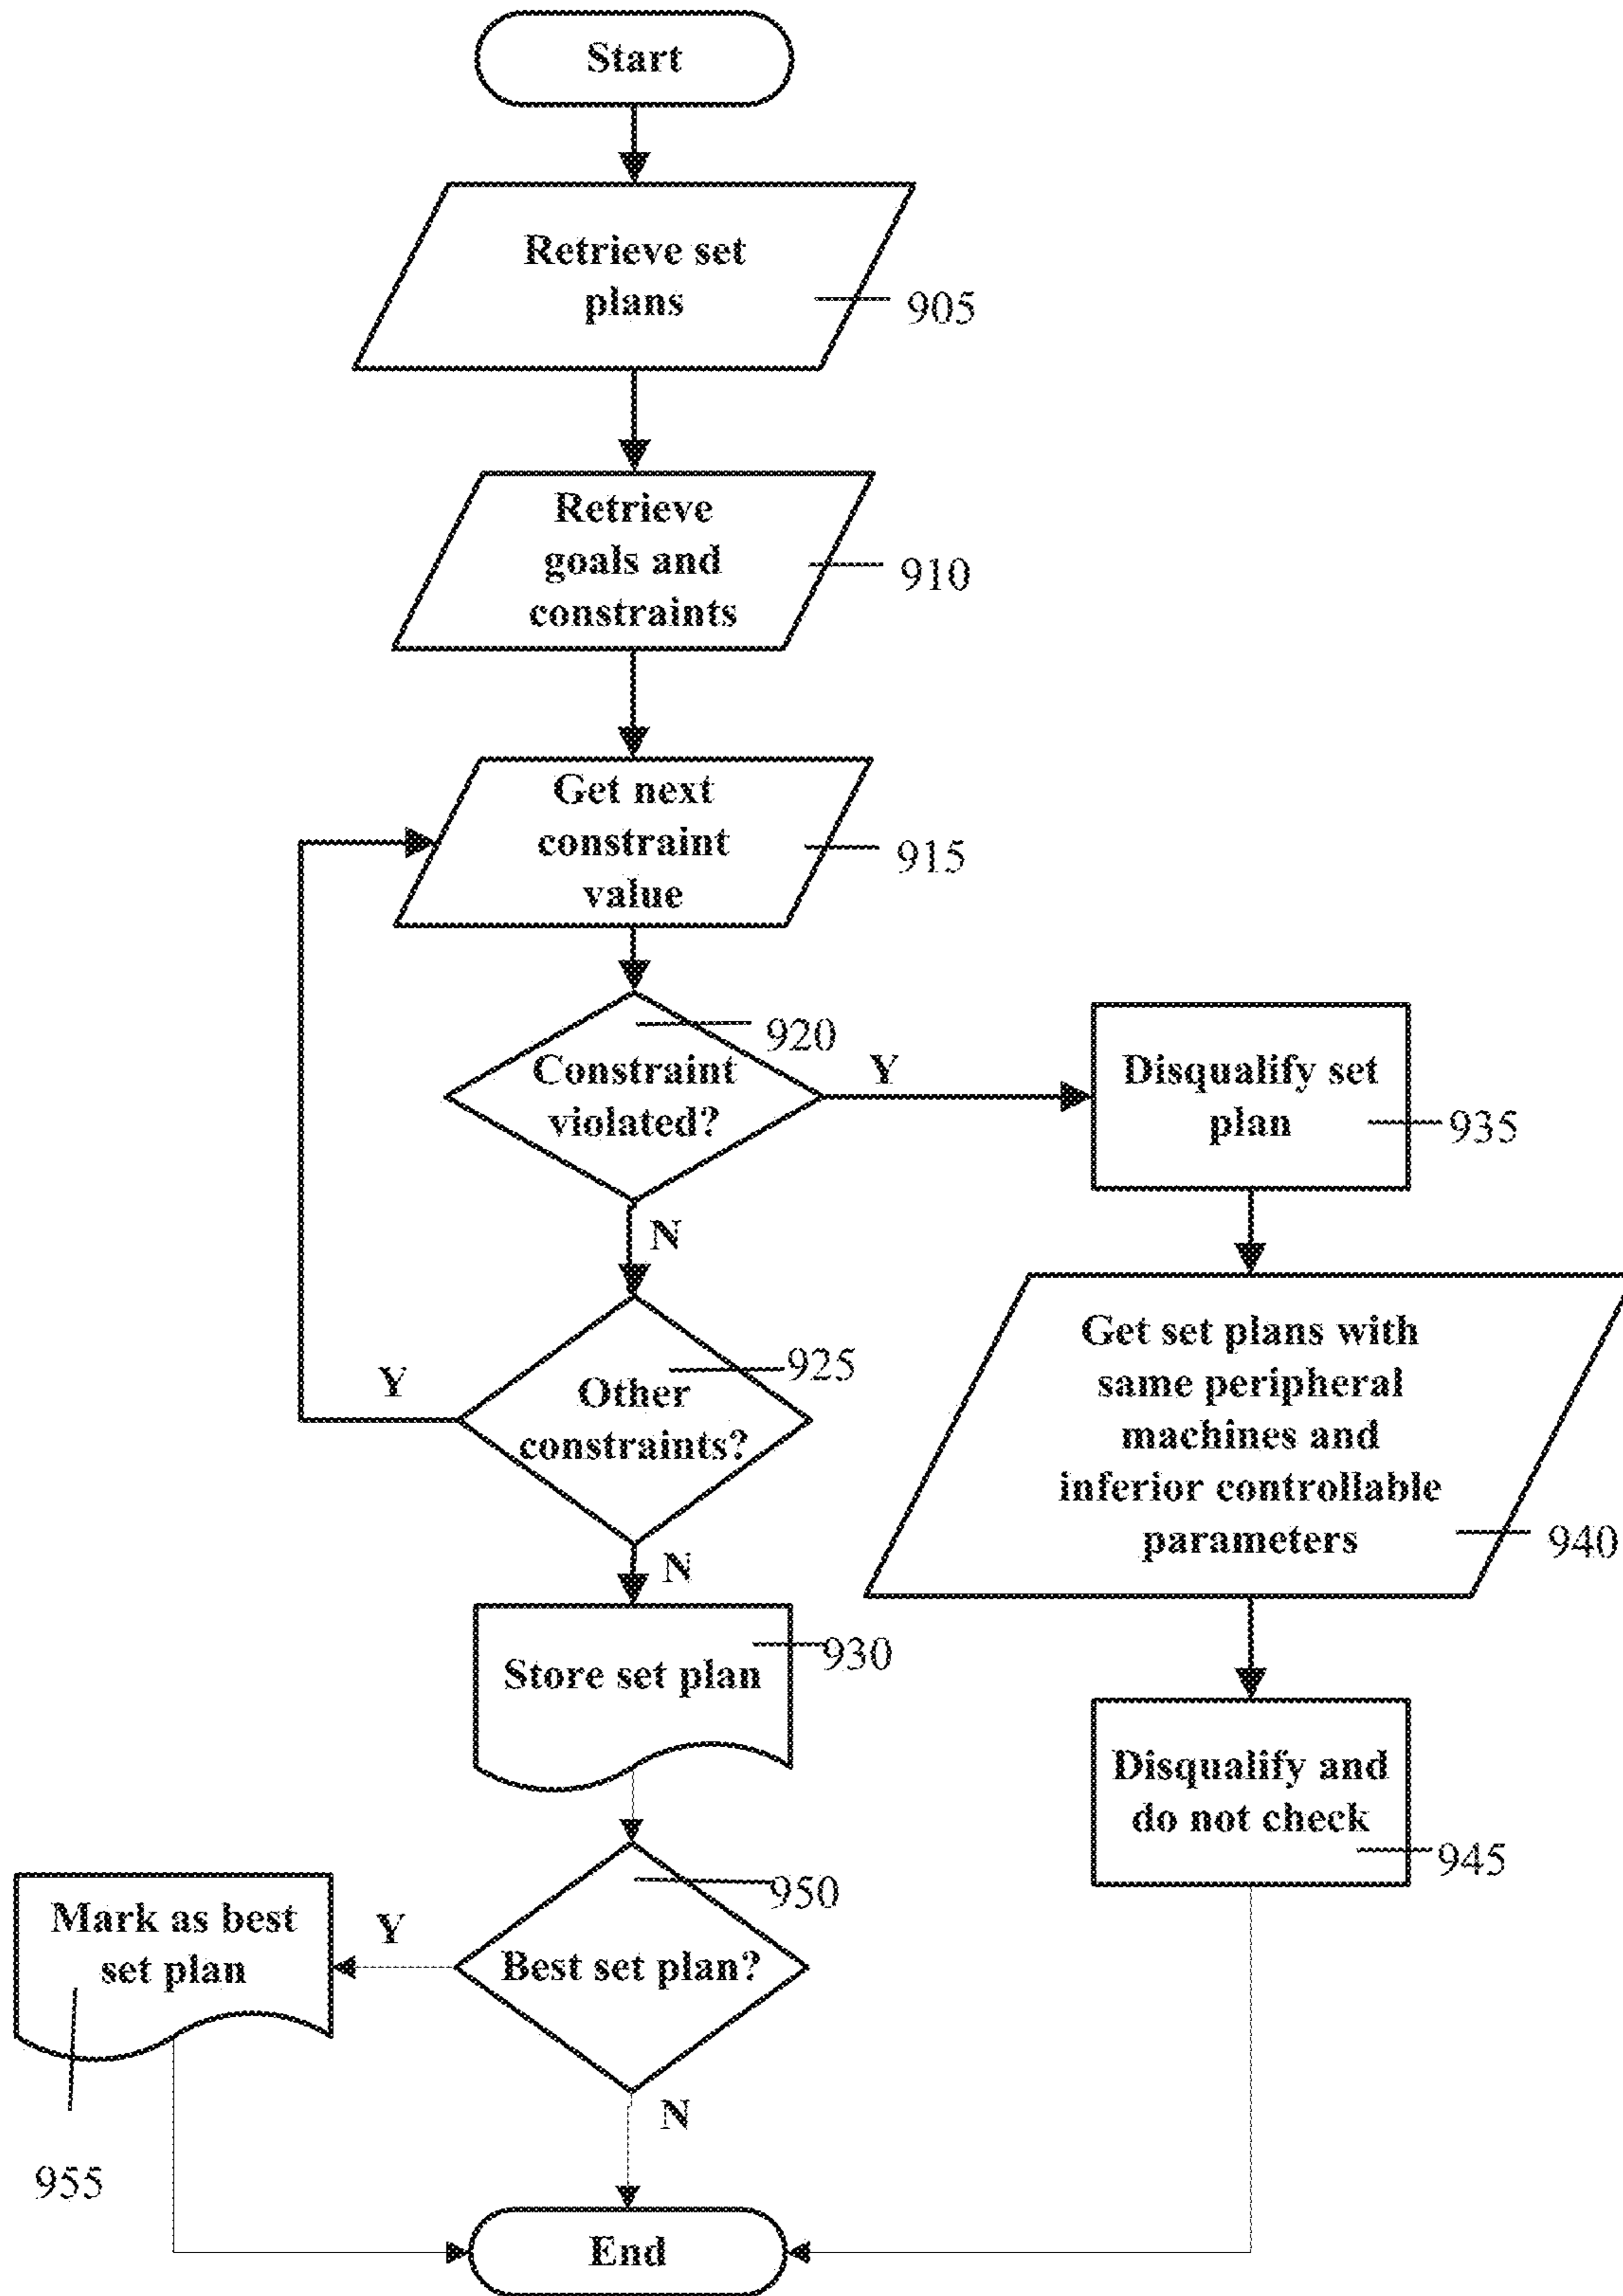 Start
Retrieve set
plans
905
Retrieve
goals and
constraints
910
Get next
constraint
value
915
920
Constraint
violated?
Y
Disqualify set
plan
935
N
925
Other
constraints?
Y
Get set plans with
same peripheral
machines and
inferior controllable
parameters
940
N
930
Store set plan
Disqualify and
do not check
945
950
Best set plan?
Y
Mark as best
set plan
955
N
End